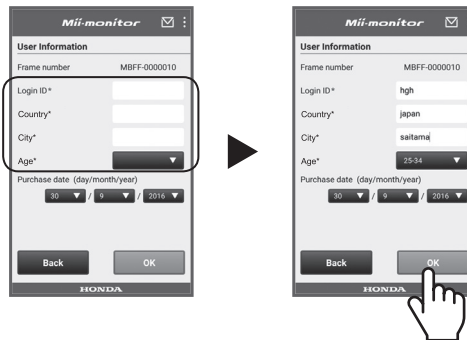 Mii-monitor
User Information
Frame number MBFF-0000010
Login ID*
Country*
City*
Age*
Purchase date (day/month/year)
30 / 9 / 2016
Back OK
HONDA
Mii-monitor
User Information
Frame number MBFF-0000010
Login ID* hgh
Country* japan
City* saitama
Age* 25-34
Purchase date (day/month/year)
30 / 9 / 2016
Back OK
HONDA